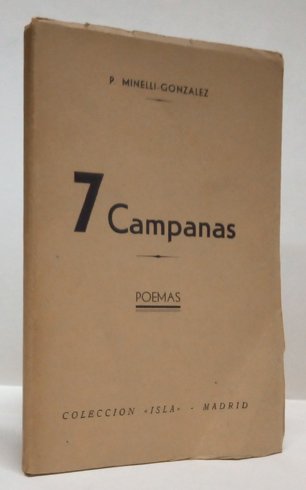 P MINELLI-GONZALEZ
7 Campanas
POEMAS
COLECCION «ISLA» - MADRID